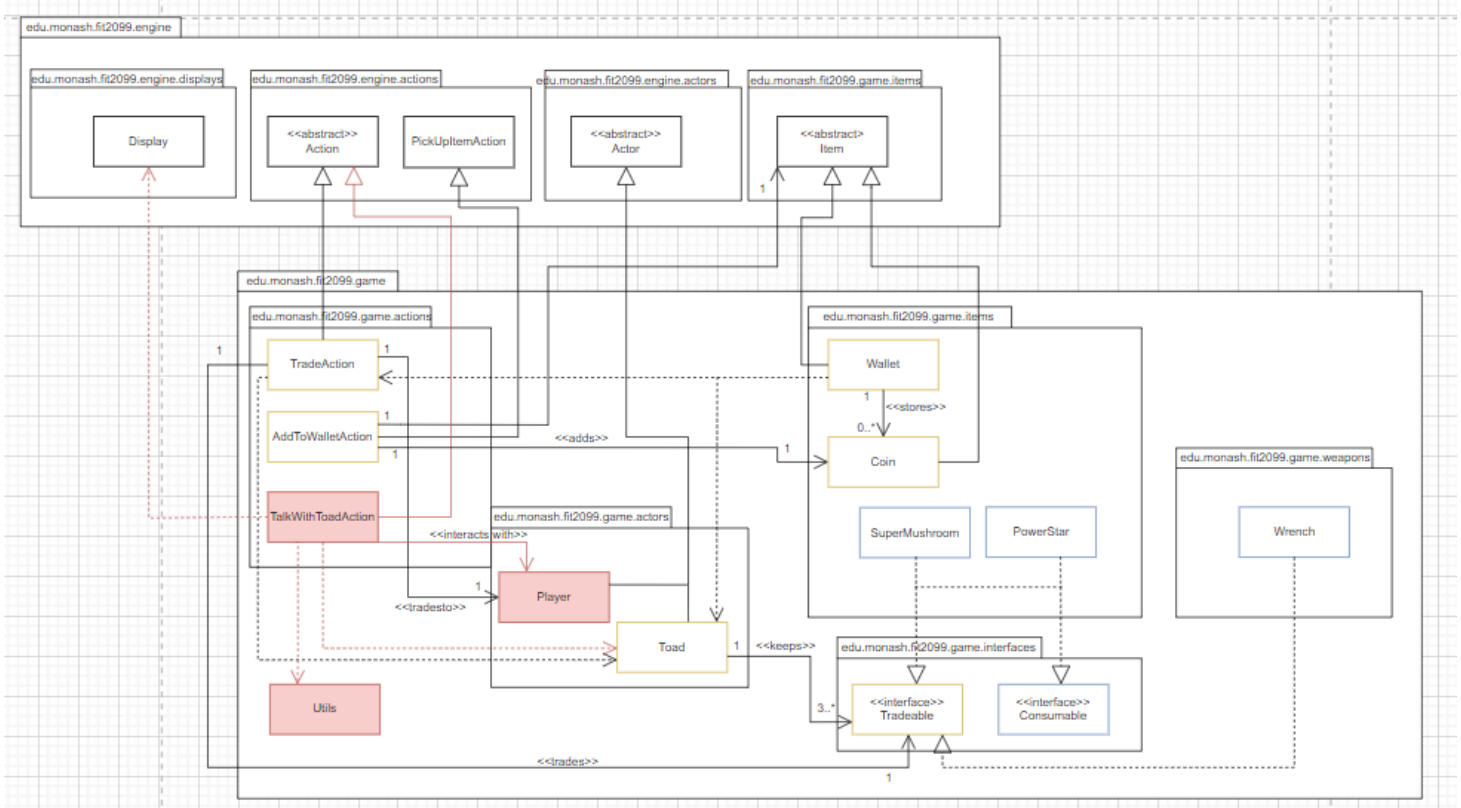 edu.monash.fit2099.engine
edu.monash.fit2099.engine.displays
edu.monash.fit2099.engine.actions
edu.monash.fit2099.engine.actors
edu.monash.fit2099.game.items
Display
<<abstract>>
Action
PickUpItemAction
<<abstract>>
Actor
<<abstract>
Item
1
edu.monash.fit2099.game
edu.monash.fit2099.game.actions
edu.monash.fit2099.game.items
1
TradeAction
1
Wallet
1
<<stores>>
0..*
AddToWalletAction
1
1
<<adds>>
1
Coin
edu.monash.fit2099.game.weapons
TalkWithToadAction
edu.monash.fit2099.game.actors
<<interacts with>>
SuperMushroom
PowerStar
Wrench
1
<<tradesto>>
Player
Toad
1
<<keeps>>
edu.monash.fit2099.game.interfaces
Utils
3..*
<<interface>>
Tradeable
<<interface>>
Consumable
<<trades>>
1